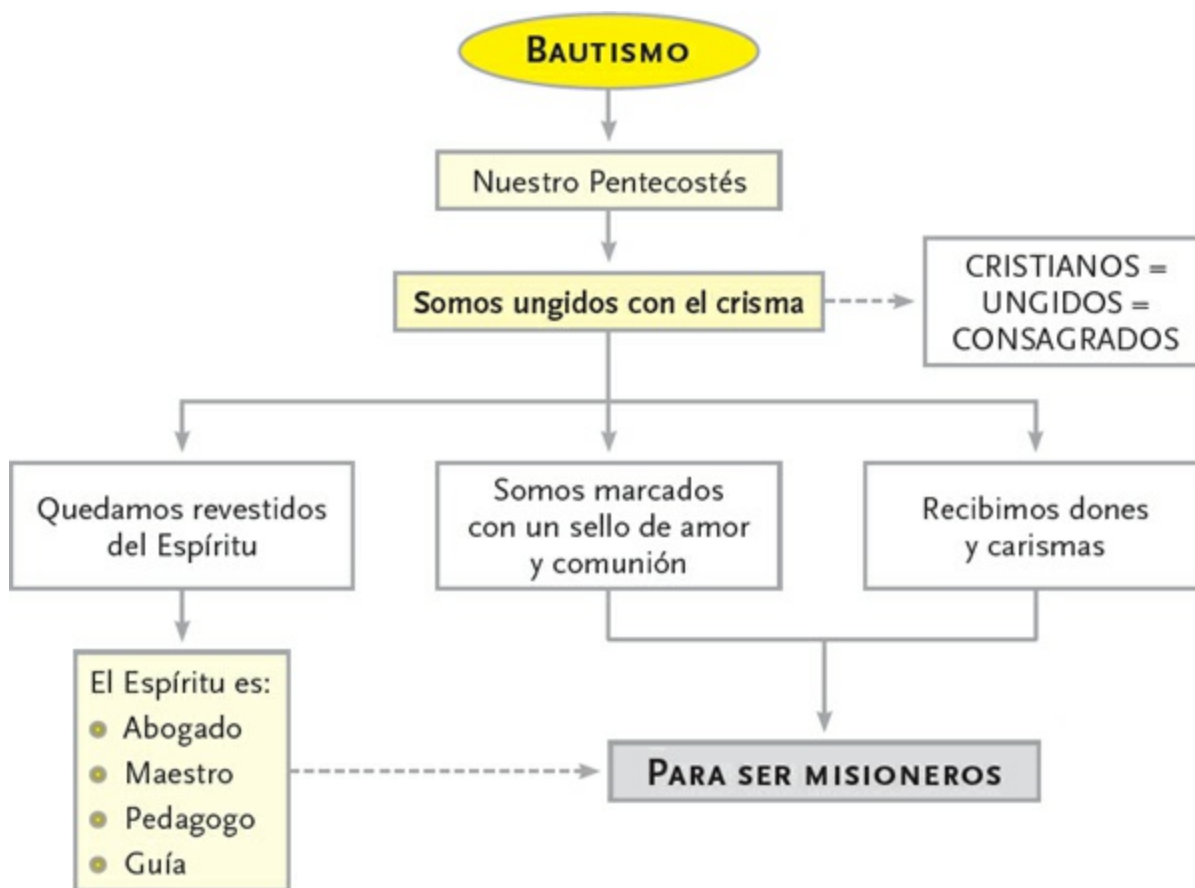 BAUTISMO
Nuestro Pentecostés
Somos ungidos con el crisma
CRISTIANOS =
UNGIDOS =
CONSAGRADOS
Quedamos revestidos
del Espíritu
Somos marcados
con un sello de amor
y comunión
Recibimos dones
y carismas
El Espíritu es:
Abogado
Maestro
Pedagogo
Guía
PARA SER MISIONEROS